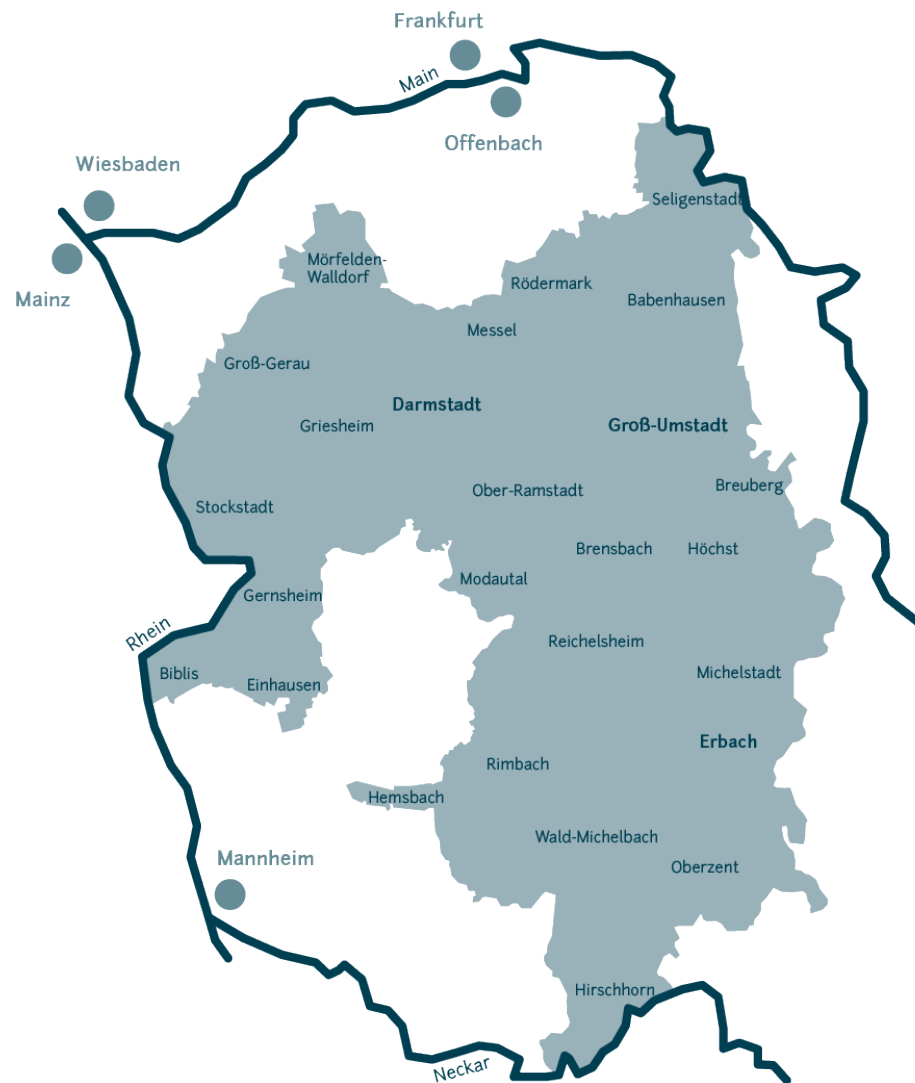 Frankfurt
Main
Offenbach
Wiesbaden
Seligenstadt
Mörfelden-
Walldorf
Mainz
Rödermark
Babenhausen
Messel
Groß-Gerau
Darmstadt
Griesheim
Groß-Umstadt
Ober-Ramstadt
Breuberg
Stockstadt
Brensbach
Höchst
Modautal
Gernsheim
Rhein
Reichelsheim
Biblis
Einhausen
Michelstadt
Erbach
Rimbach
Hemsbach
Wald-Michelbach
Mannheim
Oberzent
Hirschhorn
Neckar